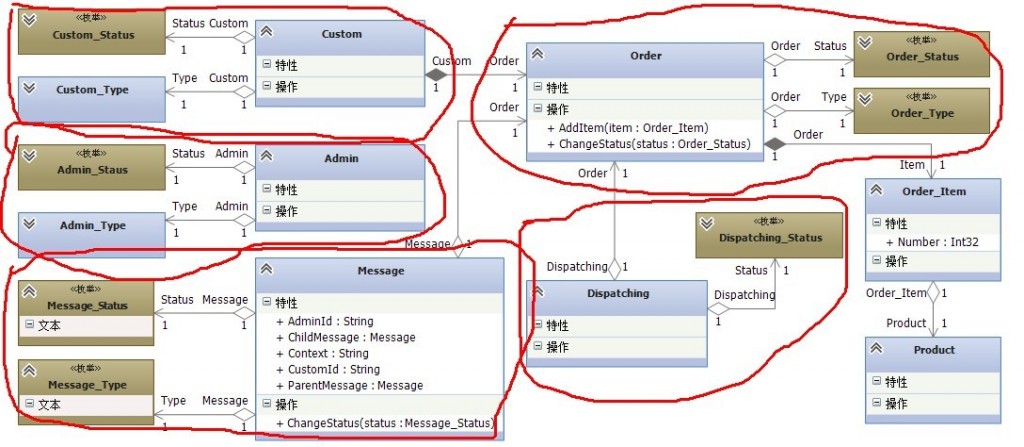 «枚举»
Custom_Status
Status Custom
1 1
Custom
特性
操作
Custom_Type
Type Custom
1 1
Custom Order
1 1
Order
1
Order
特性
操作
+ AddItem(item : Order_Item)
+ ChangeStatus(status : Order_Status)
Order Status
1 1
«枚举»
Order_Status
Order Type
1 1
«枚举»
Order_Type
Order
1
Item 1
«枚举»
Admin_Staus
Status Admin
1 1
Admin
特性
操作
Admin_Type
Type Admin
1 1
Order 1
Order_Item
特性
+ Number : Int32
操作
Order_Item 1
Product 1
Product
特性
操作
«枚举»
Dispatching_Status
Status 1
Dispatching 1
Dispatching
特性
操作
Dispatching
1
Message 1
Message
特性
+ AdminId : String
+ ChildMessage : Message
+ Context : String
+ CustomId : String
+ ParentMessage : Message
操作
+ ChangeStatus(status : Message_Status)
«枚举»
Message_Status
文本
Status Message
1 1
«枚举»
Message_Type
文本
Type Message
1 1